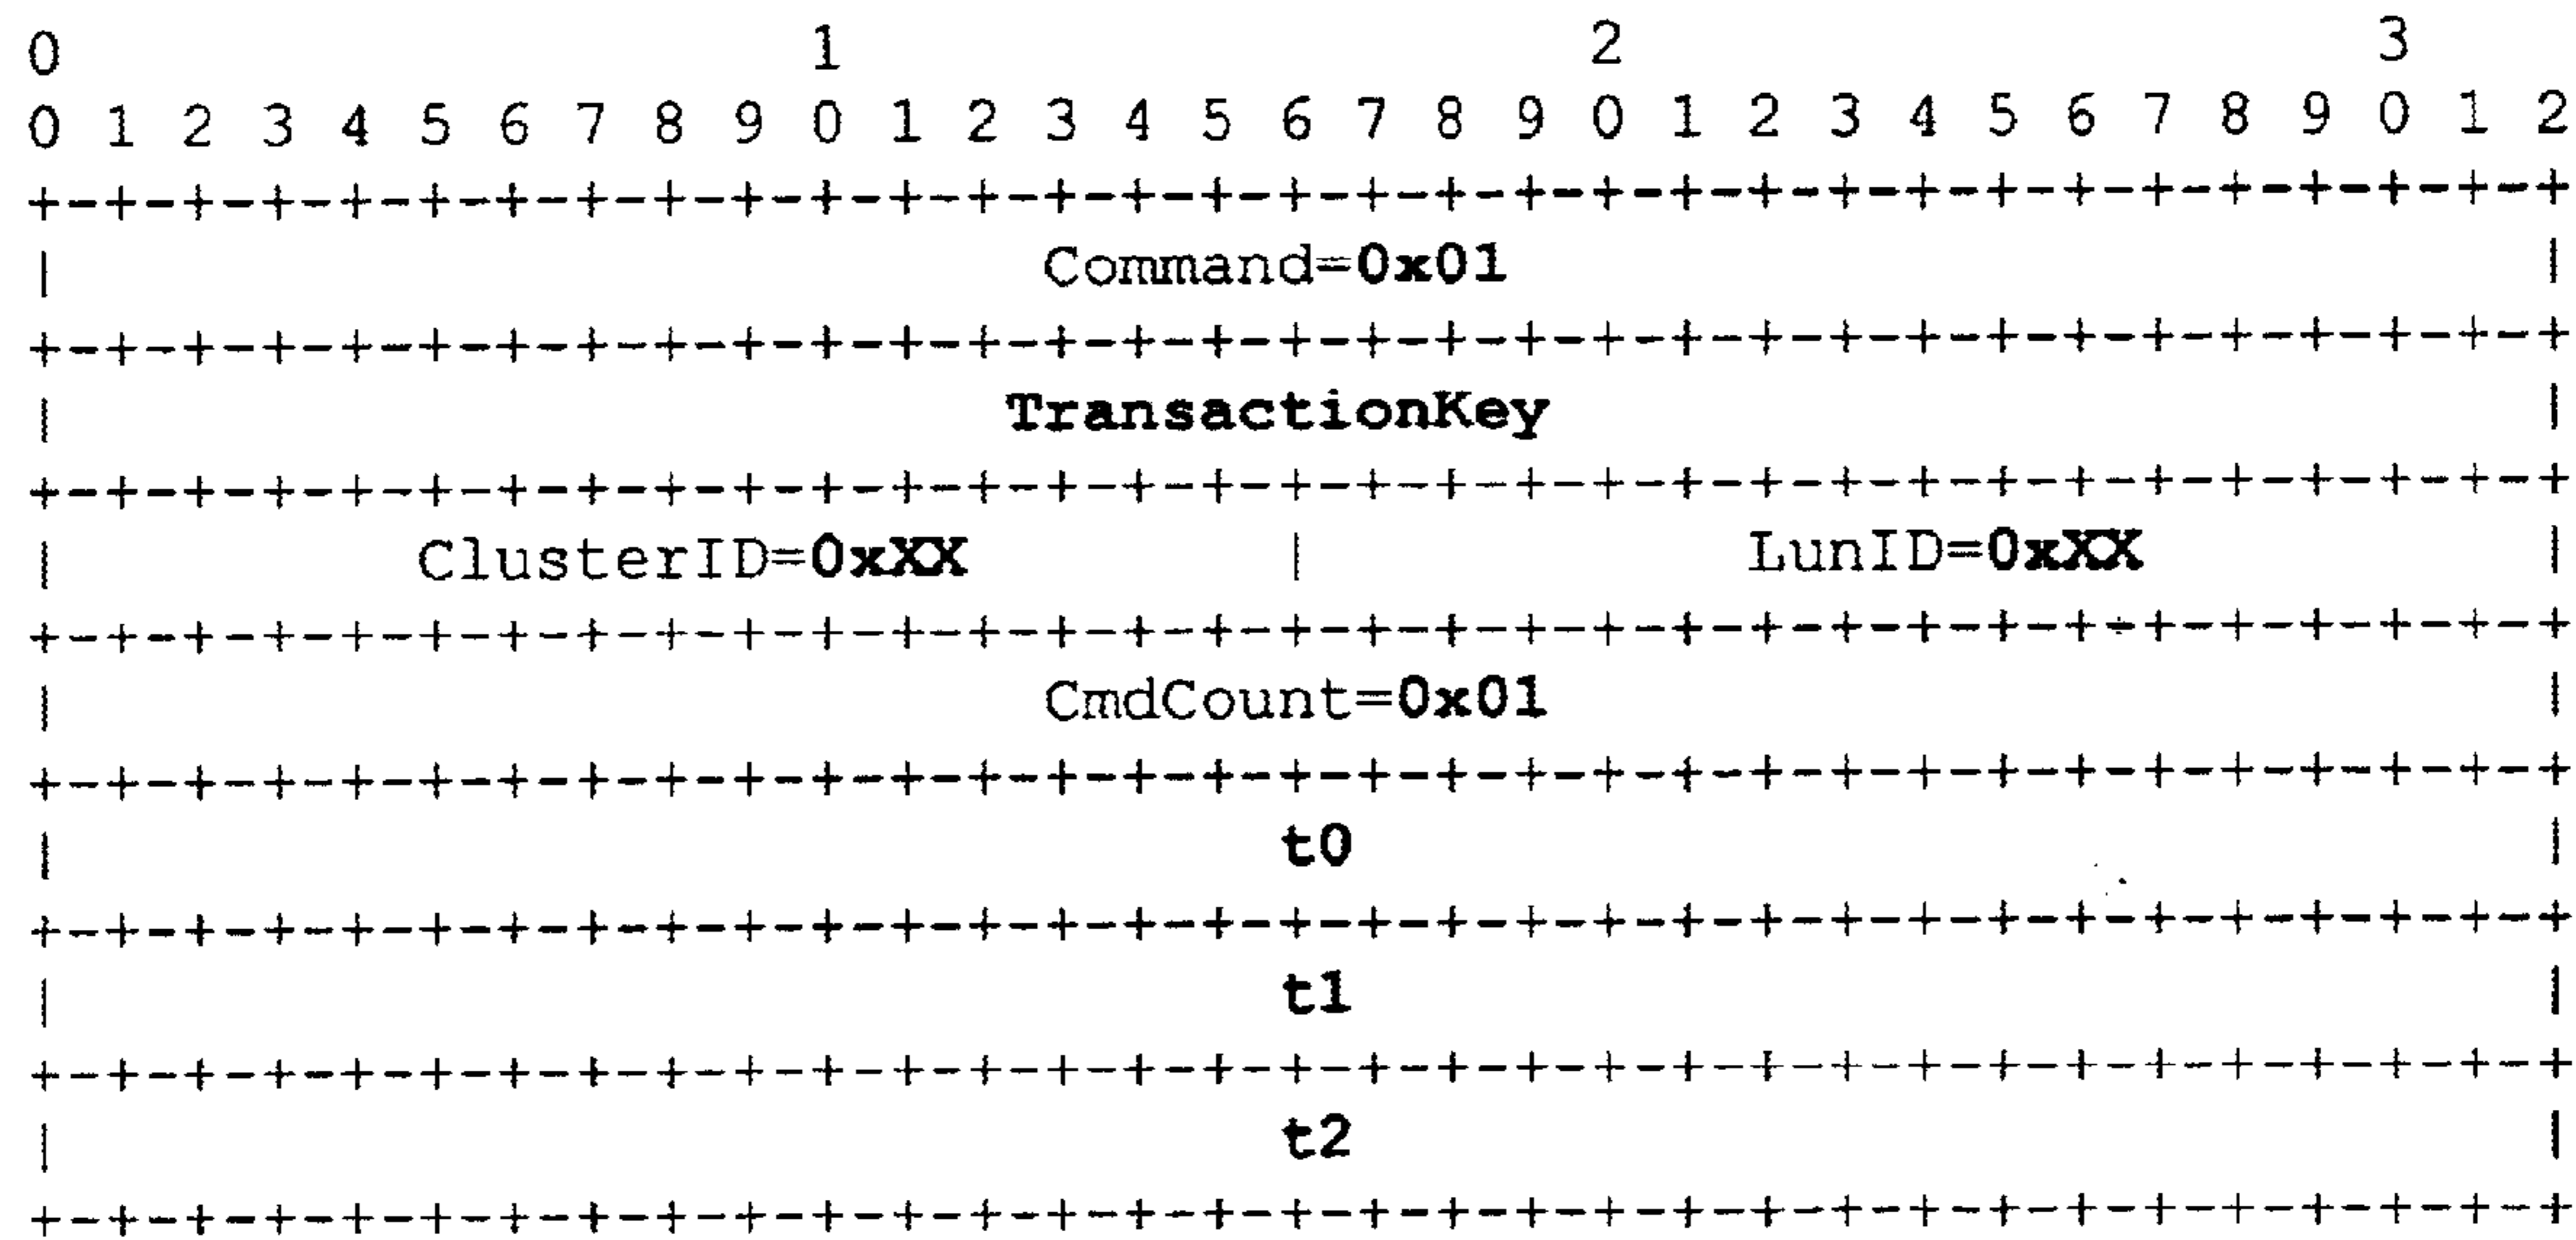 0 1 2 3
0 1 2 3 4 5 6 7 8 9 0 1 2 3 4 5 6 7 8 9 0 1 2 3 4 5 6 7 8 9 0 1 2
+-+-+-+-+-+-+-+-+-+-+-+-+-+-+-+-+-+-+-+-+-+-+-+-+-+-+-+-+-+-+-+-+
| Command=0x01 |
+-+-+-+-+-+-+-+-+-+-+-+-+-+-+-+-+-+-+-+-+-+-+-+-+-+-+-+-+-+-+-+-+
| TransactionKey |
+-+-+-+-+-+-+-+-+-+-+-+-+-+-+-+-+-+-+-+-+-+-+-+-+-+-+-+-+-+-+-+-+
| ClusterID=0xXX | LunID=0xXX |
+-+-+-+-+-+-+-+-+-+-+-+-+-+-+-+-+-+-+-+-+-+-+-+-+-+-+-+-+-+-+-+-+
| CmdCount=0x01 |
+-+-+-+-+-+-+-+-+-+-+-+-+-+-+-+-+-+-+-+-+-+-+-+-+-+-+-+-+-+-+-+-+
| t0 |
+-+-+-+-+-+-+-+-+-+-+-+-+-+-+-+-+-+-+-+-+-+-+-+-+-+-+-+-+-+-+-+-+
| t1 |
+-+-+-+-+-+-+-+-+-+-+-+-+-+-+-+-+-+-+-+-+-+-+-+-+-+-+-+-+-+-+-+-+
| t2 |
+-+-+-+-+-+-+-+-+-+-+-+-+-+-+-+-+-+-+-+-+-+-+-+-+-+-+-+-+-+-+-+-+